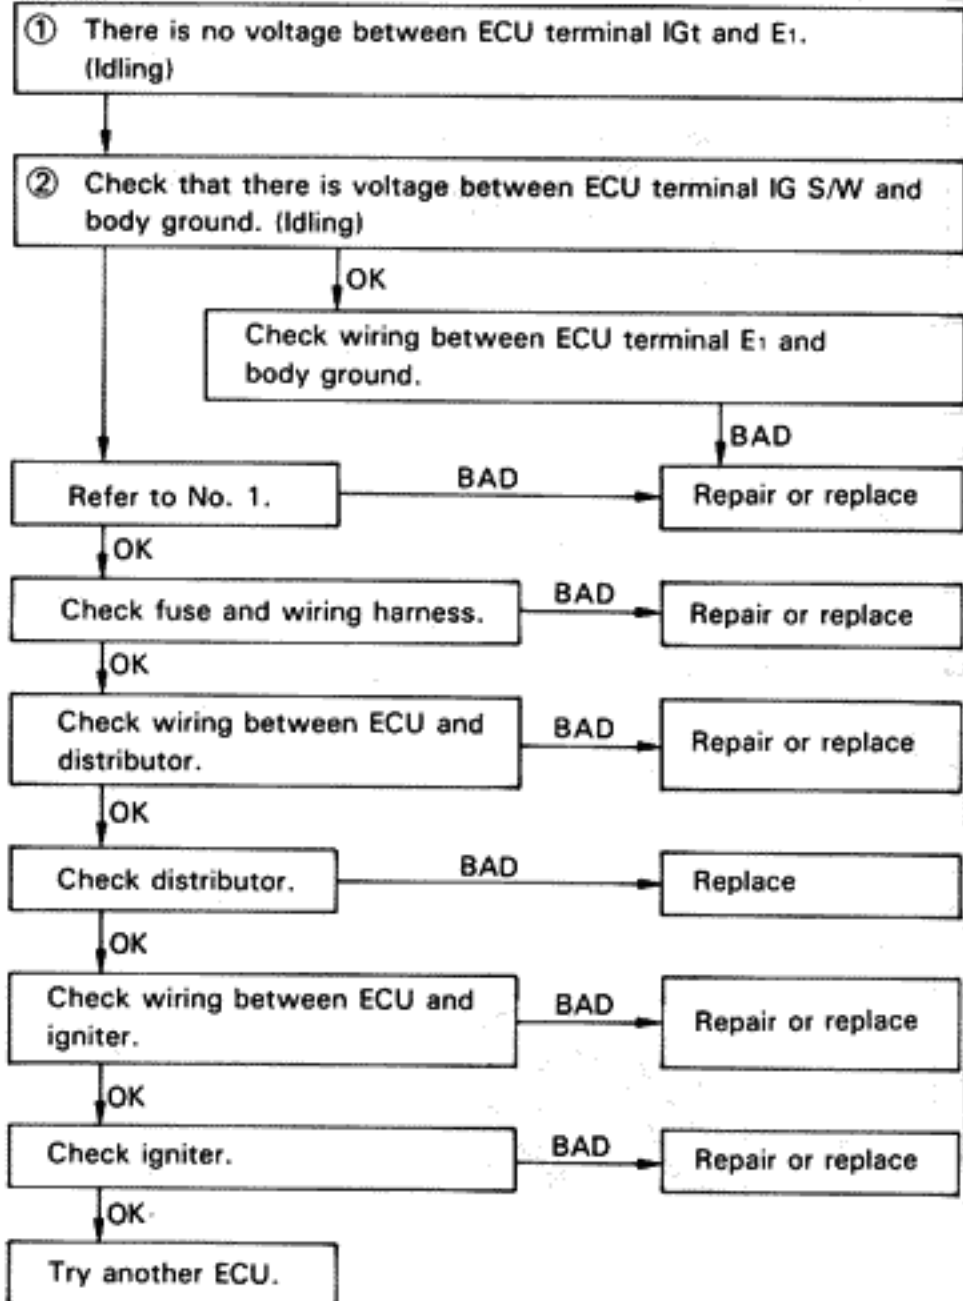 ① There is no voltage between ECU terminal IGt and E1.
(Idling)
② Check that there is voltage between ECU terminal IG S/W and
body ground. (Idling)
OK
Check wiring between ECU terminal E1 and
body ground.
BAD
Refer to No. 1.
BAD
Repair or replace
OK
Check fuse and wiring harness.
BAD
Repair or replace
OK
Check wiring between ECU and
distributor.
BAD
Repair or replace
OK
Check distributor.
BAD
Replace
OK
Check wiring between ECU and
igniter.
BAD
Repair or replace
OK
Check igniter.
BAD
Repair or replace
OK
Try another ECU.